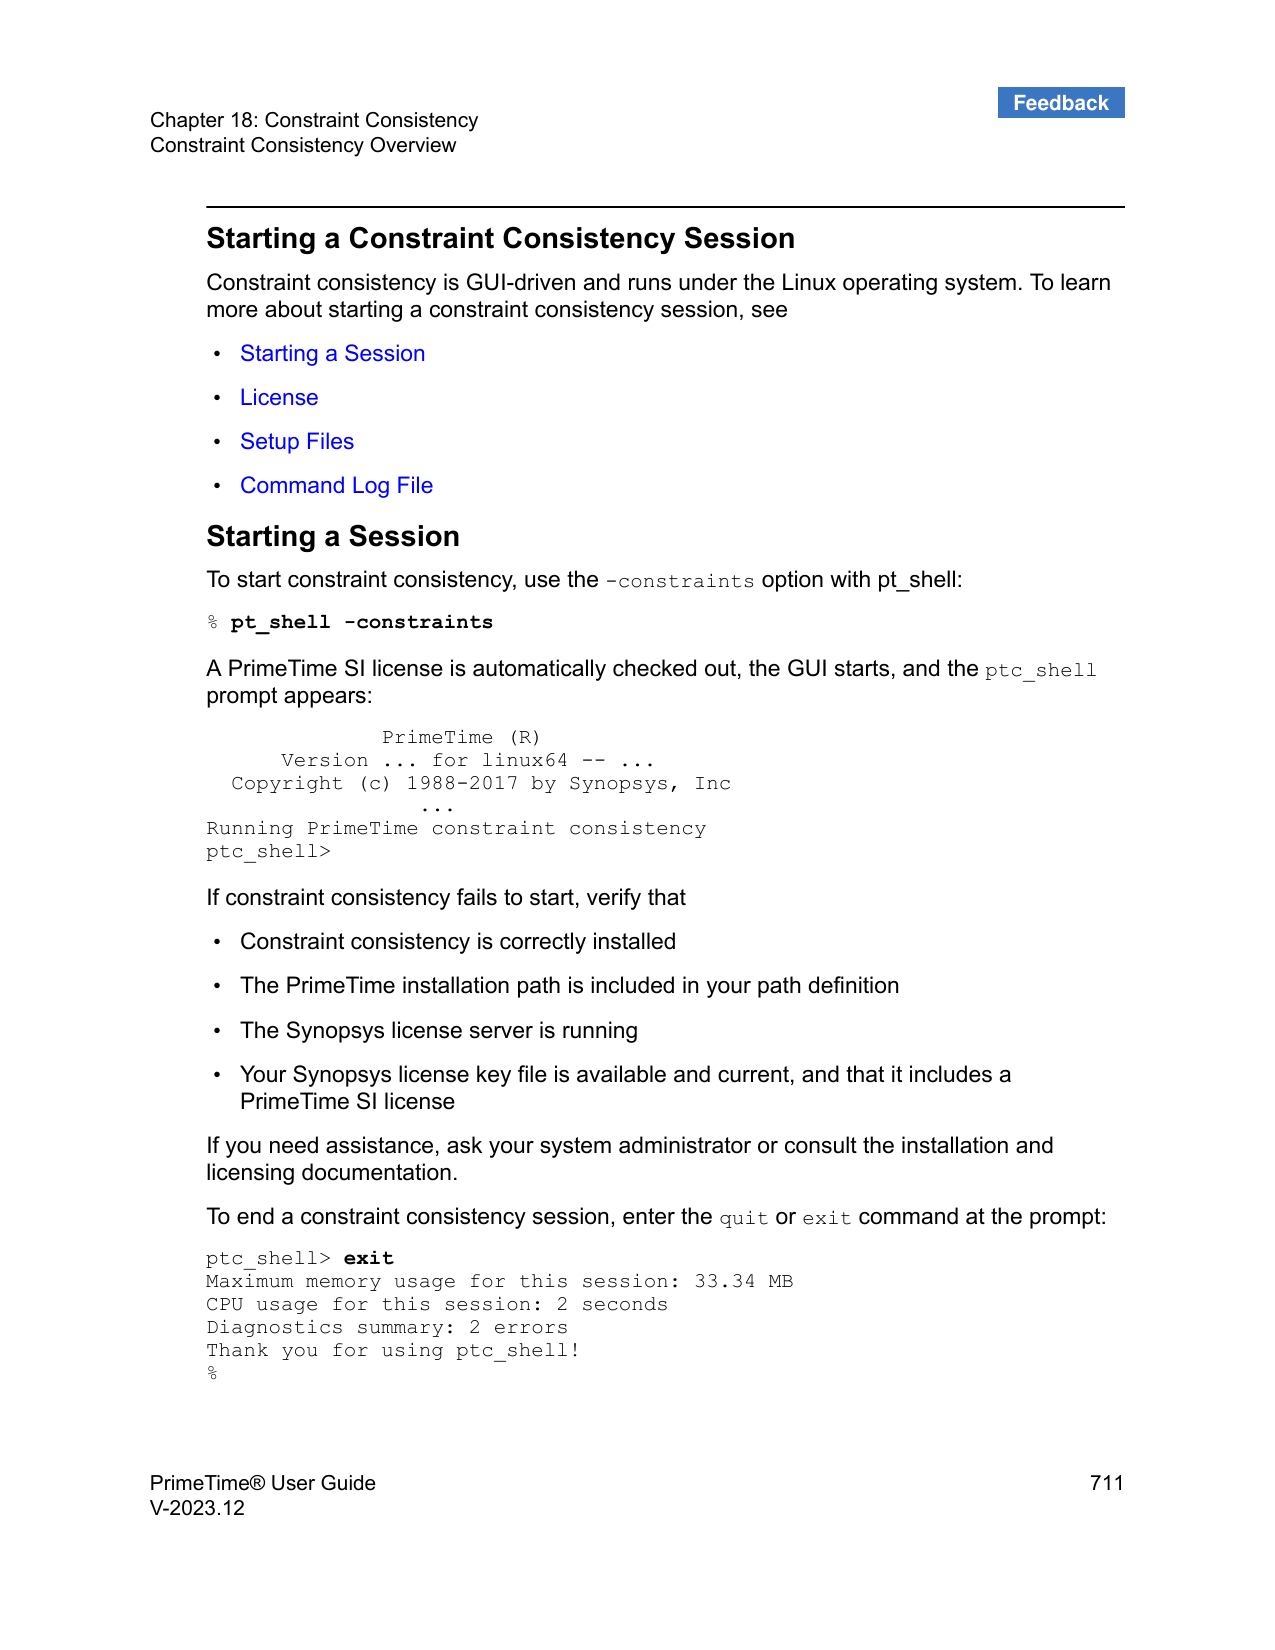 Feedback
Chapter 18: Constraint Consistency
Constraint Consistency Overview
Starting a Constraint Consistency Session
Constraint consistency is GUI-driven and runs under the Linux operating system. To learn
more about starting a constraint consistency session, see
• Starting a Session
• License
• Setup Files
• Command Log File
Starting a Session
To start constraint consistency, use the -constraints option with pt_shell:
% pt_shell -constraints
A PrimeTime SI license is automatically checked out, the GUI starts, and the ptc_shell
prompt appears:
PrimeTime (R)
Version ... for linux64 -- ...
Copyright (c) 1988-2017 by Synopsys, Inc
...
Running PrimeTime constraint consistency
ptc_shell>
If constraint consistency fails to start, verify that
• Constraint consistency is correctly installed
• The PrimeTime installation path is included in your path definition
• The Synopsys license server is running
• Your Synopsys license key file is available and current, and that it includes a
PrimeTime SI license
If you need assistance, ask your system administrator or consult the installation and
licensing documentation.
To end a constraint consistency session, enter the quit or exit command at the prompt:
ptc_shell> exit
Maximum memory usage for this session: 33.34 MB
CPU usage for this session: 2 seconds
Diagnostics summary: 2 errors
Thank you for using ptc_shell!
%
PrimeTime® User Guide 711
V-2023.12